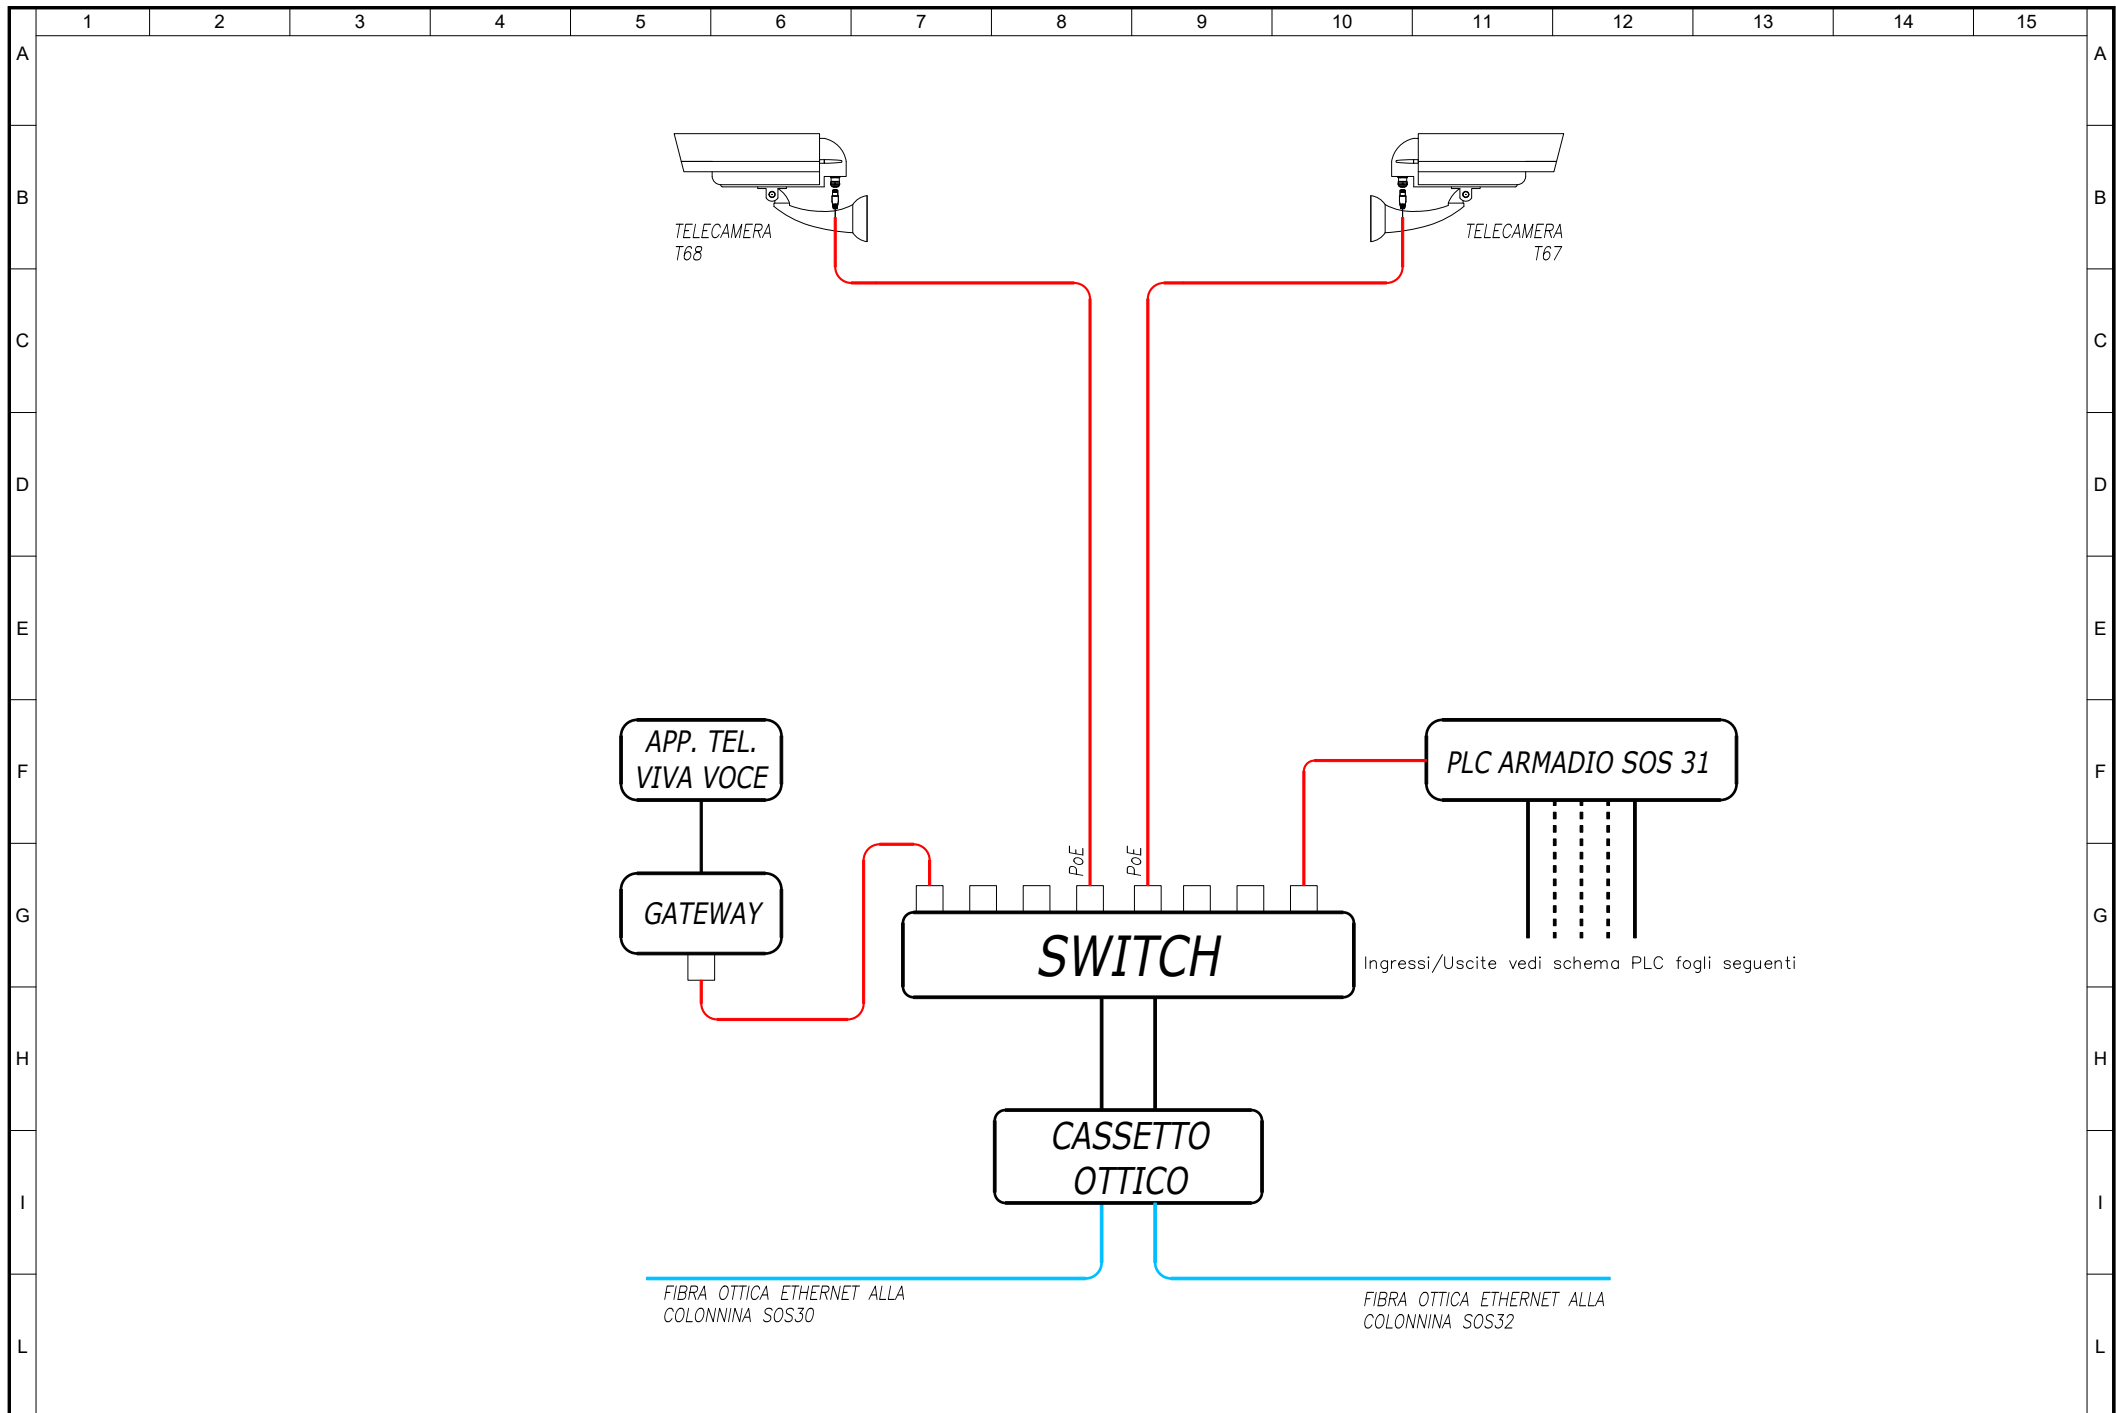 1 2 3 4 5 6 7 8 9 10 11 12 13 14 15
A A
B B
TELECAMERA
T68
TELECAMERA
T67
C C
D D
E E
F F
APP. TEL.
VIVA VOCE
PLC ARMADIO SOS 31
PoE
PoE
G G
GATEWAY
SWITCH
Ingressi/Uscite vedi schema PLC fogli seguenti
H H
CASSETTO
OTTICO
I I
FIBRA OTTICA ETHERNET ALLA
COLONNINA SOS30
FIBRA OTTICA ETHERNET ALLA
COLONNINA SOS32
L L